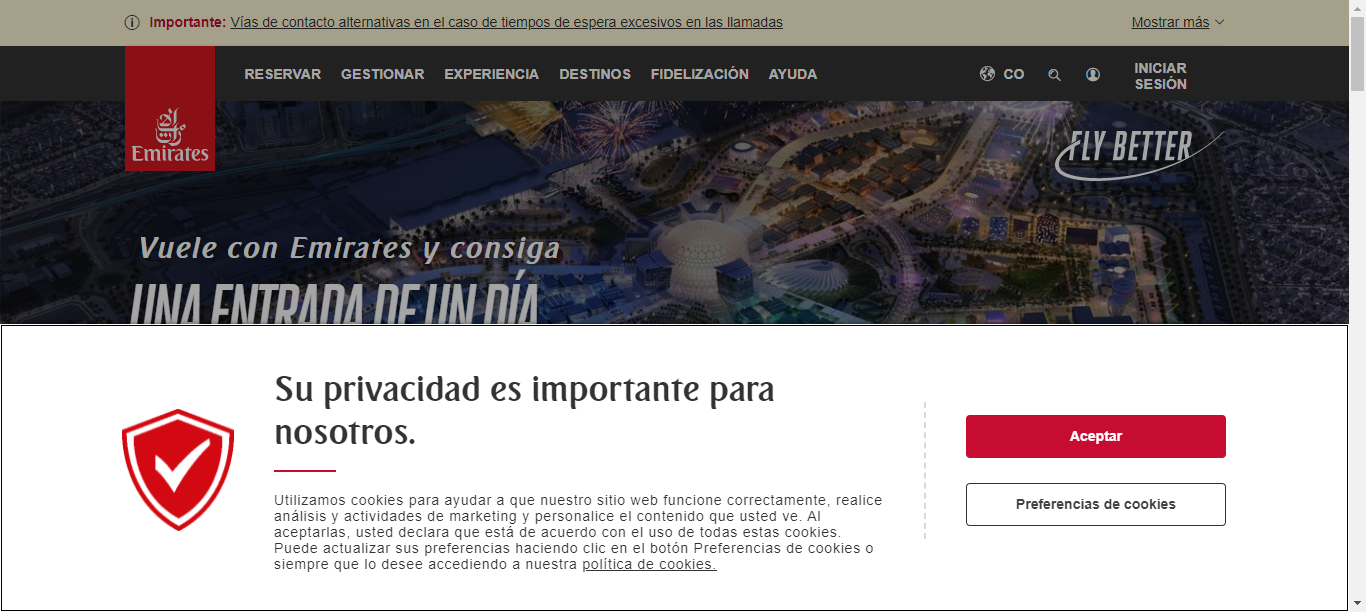 Importante: Vías de contacto alternativas en el caso de tiempos de espera excesivos en las llamadas
Mostrar más
RESERVAR GESTIONAR EXPERIENCIA DESTINOS FIDELIZACIÓN AYUDA
CO
INICIAR
SESIÓN
Emirates
FLY BETTER
Vuele con Emirates y consiga
UNA ENTRADA DE UN DÍA
Su privacidad es importante para
nosotros.
Utilizamos cookies para ayudar a que nuestro sitio web funcione correctamente, realice
análisis y actividades de marketing y personalice el contenido que usted ve. Al
aceptarlas, usted declara que está de acuerdo con el uso de todas estas cookies.
Puede actualizar sus preferencias haciendo clic en el botón Preferencias de cookies o
siempre que lo desee accediendo a nuestra política de cookies.
Aceptar
Preferencias de cookies